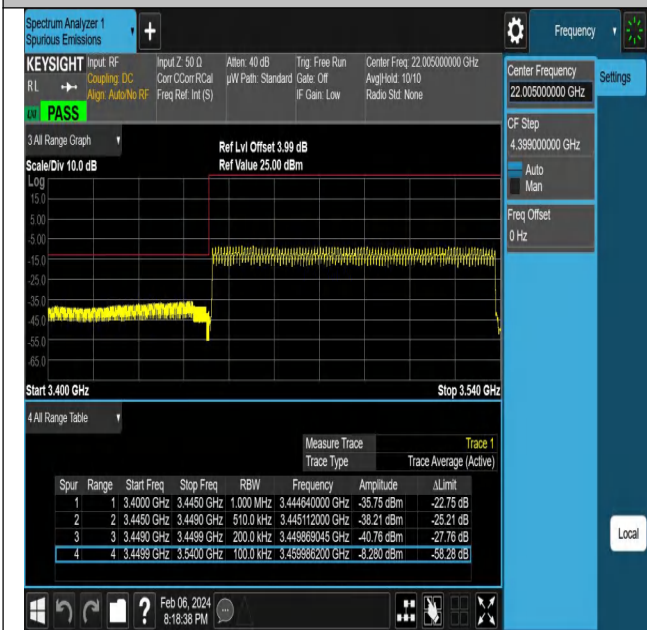 Spectrum Analyzer 1
Spurious Emissions
Frequency
KEYSIGHT Input: RF Input Z: 50 Ω Atten: 40 dB Trig: Free Run Center Freq: 22.005000000 GHz
RL Coupling: DC Corr CCorr RCal µW Path: Standard Gate: Off Avg|Hold: 10/10
Align: Auto/No RF Freq Ref: Int (S) IF Gain: Low Radio Std: None
PASS
Center Frequency
22.005000000 GHz
Settings
CF Step
4.399000000 GHz
Auto
Man
Freq Offset
0 Hz
Local
3 All Range Graph
Ref Lvl Offset 3.99 dB
Scale/Div 10.0 dB Ref Value 25.00 dBm
Log
15.0
5.00
-5.00
-15.0
-25.0
-35.0
-45.0
-55.0
-65.0
Start 3.400 GHz Stop 3.540 GHz
4 All Range Table
Measure Trace Trace 1
Trace Type Trace Average (Active)
Spur Range Start Freq Stop Freq RBW Frequency Amplitude ΔLimit
1 1 3.4000 GHz 3.4450 GHz 1.000 MHz 3.444640000 GHz -35.75 dBm -22.75 dB
2 2 3.4450 GHz 3.4490 GHz 510.0 kHz 3.445112000 GHz -38.21 dBm -25.21 dB
3 3 3.4490 GHz 3.4499 GHz 200.0 kHz 3.449869045 GHz -40.76 dBm -27.76 dB
4 4 3.4499 GHz 3.5400 GHz 100.0 kHz 3.459986200 GHz -8.280 dBm -58.28 dB
Feb 06, 2024
8:18:38 PM